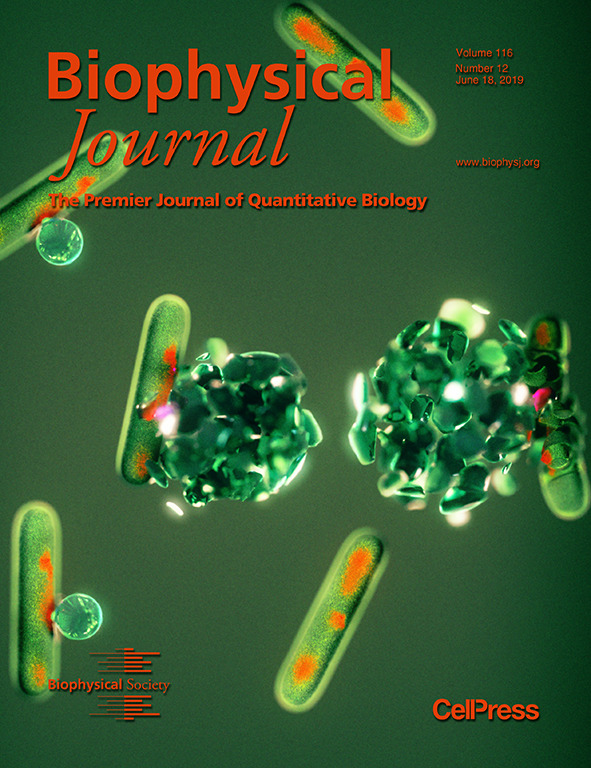 Biophysical
Journal
The Premier Journal of Quantitative Biology
Volume 116
Number 12
June 18, 2019
www.biophysj.org
Biophysical Society
CellPress